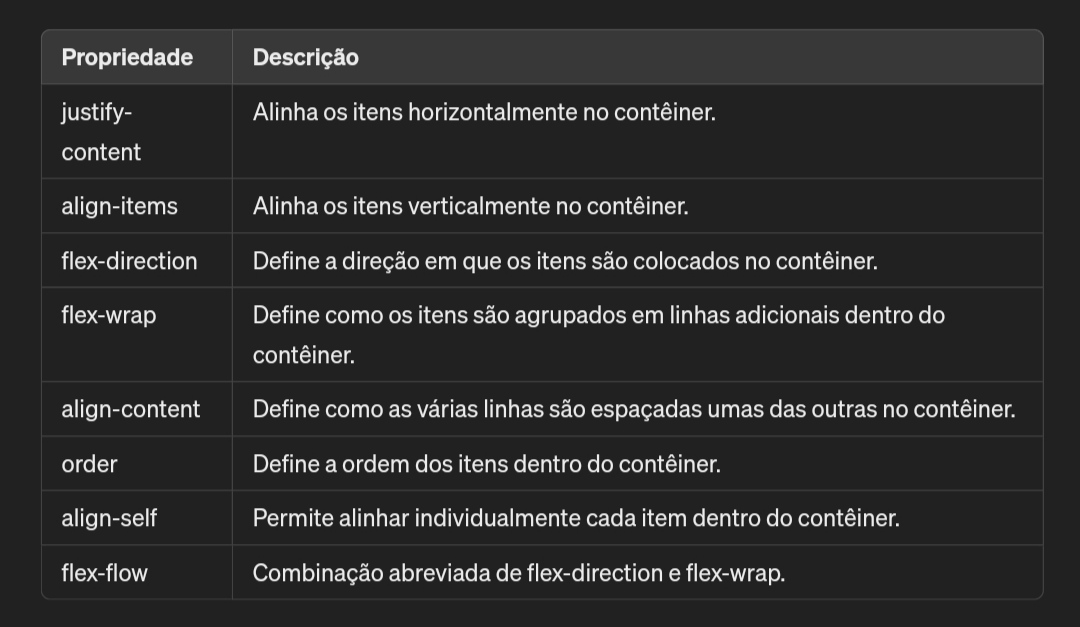 Propriedade Descrição
justify- Alinha os itens horizontalmente no contêiner.
content
align-items Alinha os itens verticalmente no contêiner.
flex-direction Define a direção em que os itens são colocados no contêiner.
flex-wrap Define como os itens são agrupados em linhas adicionais dentro do
contêiner.
align-content Define como as várias linhas são espaçadas umas das outras no contêiner.
order Define a ordem dos itens dentro do contêiner.
align-self Permite alinhar individualmente cada item dentro do contêiner.
flex-flow Combinação abreviada de flex-direction e flex-wrap.